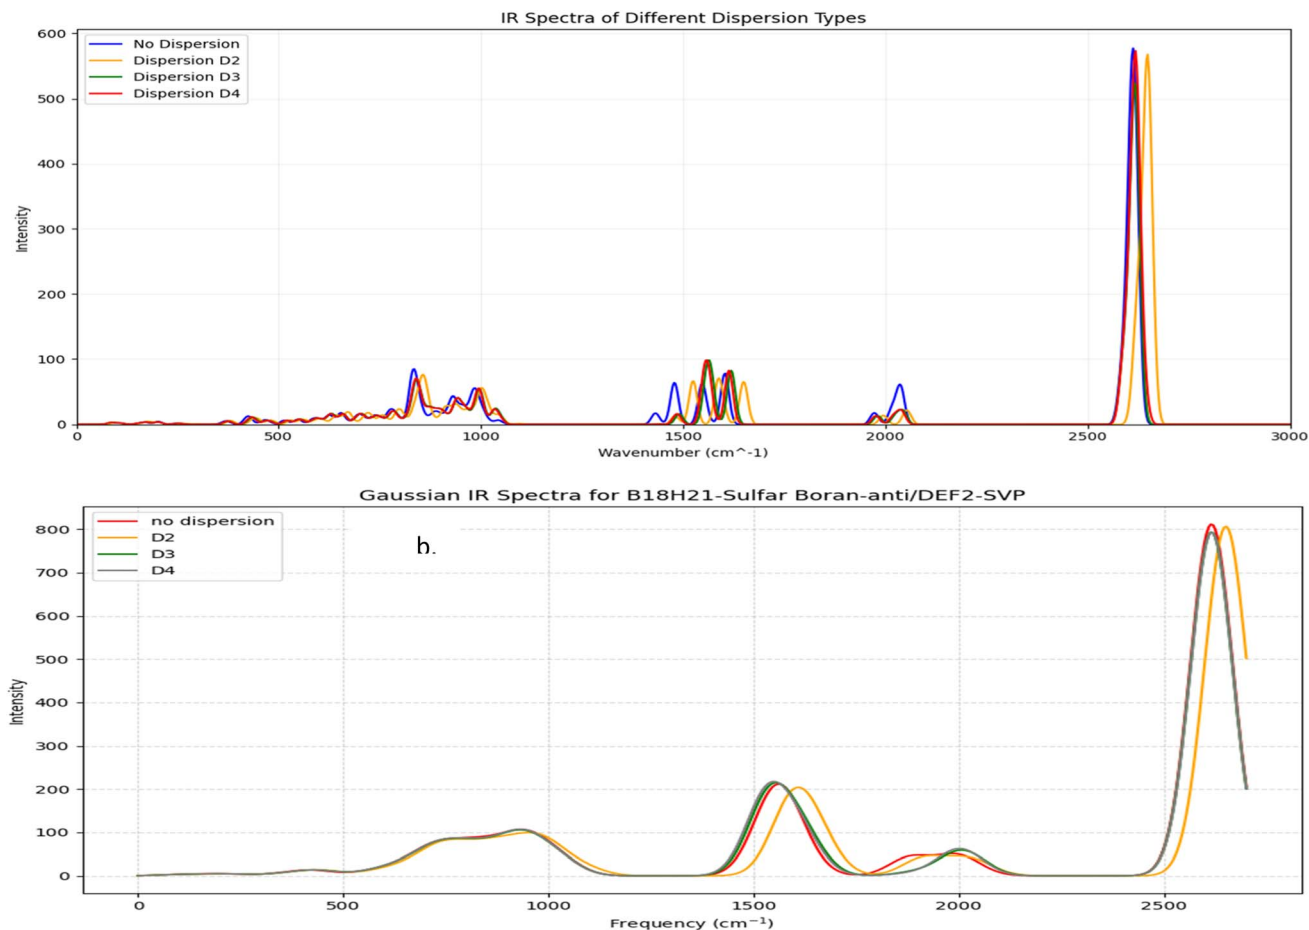 IR Spectra of Different Dispersion Types
600
500
400
300
200
100
0
Intensity
No Dispersion
Dispersion D2
Dispersion D3
Dispersion D4
0 500 1000 1500 2000 2500 3000
Wavenumber (cm^-1)
Gaussian IR Spectra for B18H21-Sulfar Boran-anti/DEF2-SVP
800
700
600
500
400
300
200
100
0
Intensity
no dispersion
D2
D3
D4
b.
0 500 1000 1500 2000 2500
Frequency (cm⁻¹)